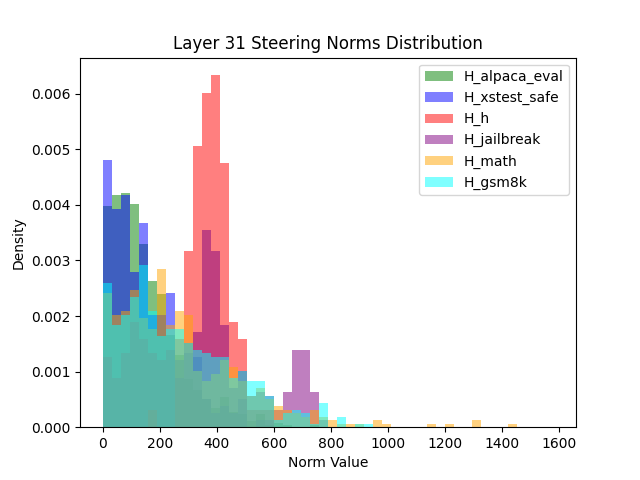 Layer 31 Steering Norms Distribution
H_alpaca_eval
H_xstest_safe
H_h
H_jailbreak
H_math
H_gsm8k
Density
0.006
0.005
0.004
0.003
0.002
0.001
0.000
0 200 400 600 800 1000 1200 1400 1600
Norm Value